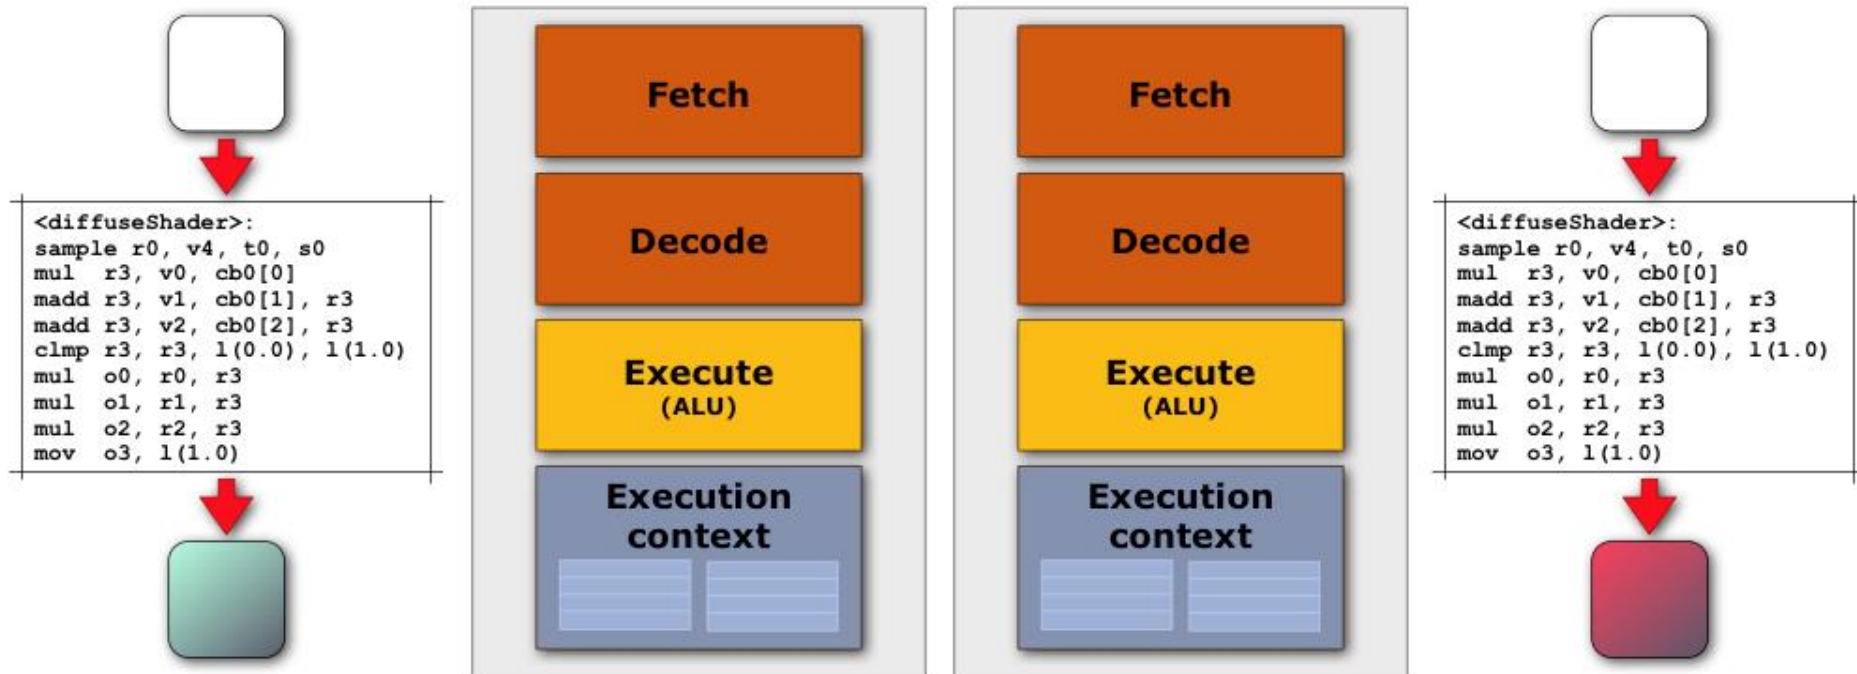 <diffuseShader>:
sample r0, v4, t0, s0
mul  r3, v0, cb0[0]
madd r3, v1, cb0[1], r3
madd r3, v2, cb0[2], r3
clmp r3, r3, l(0.0), l(1.0)
mul  o0, r0, r3
mul  o1, r1, r3
mul  o2, r2, r3
mov  o3, l(1.0)
Fetch
Decode
Execute
(ALU)
Execution
context
Fetch
Decode
Execute
(ALU)
Execution
context
<diffuseShader>:
sample r0, v4, t0, s0
mul  r3, v0, cb0[0]
madd r3, v1, cb0[1], r3
madd r3, v2, cb0[2], r3
clmp r3, r3, l(0.0), l(1.0)
mul  o0, r0, r3
mul  o1, r1, r3
mul  o2, r2, r3
mov  o3, l(1.0)